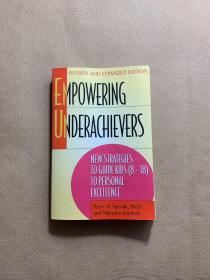 REVISED AND EXPANDED EDITION
EMPOWERING
UNDERACHIEVERS
NEW STRATEGIES
TO GUIDE KIDS (8 - 18)
TO PERSONAL
EXCELLENCE
Peter A. Spevak, Ph.D.
and Maryann Karinch